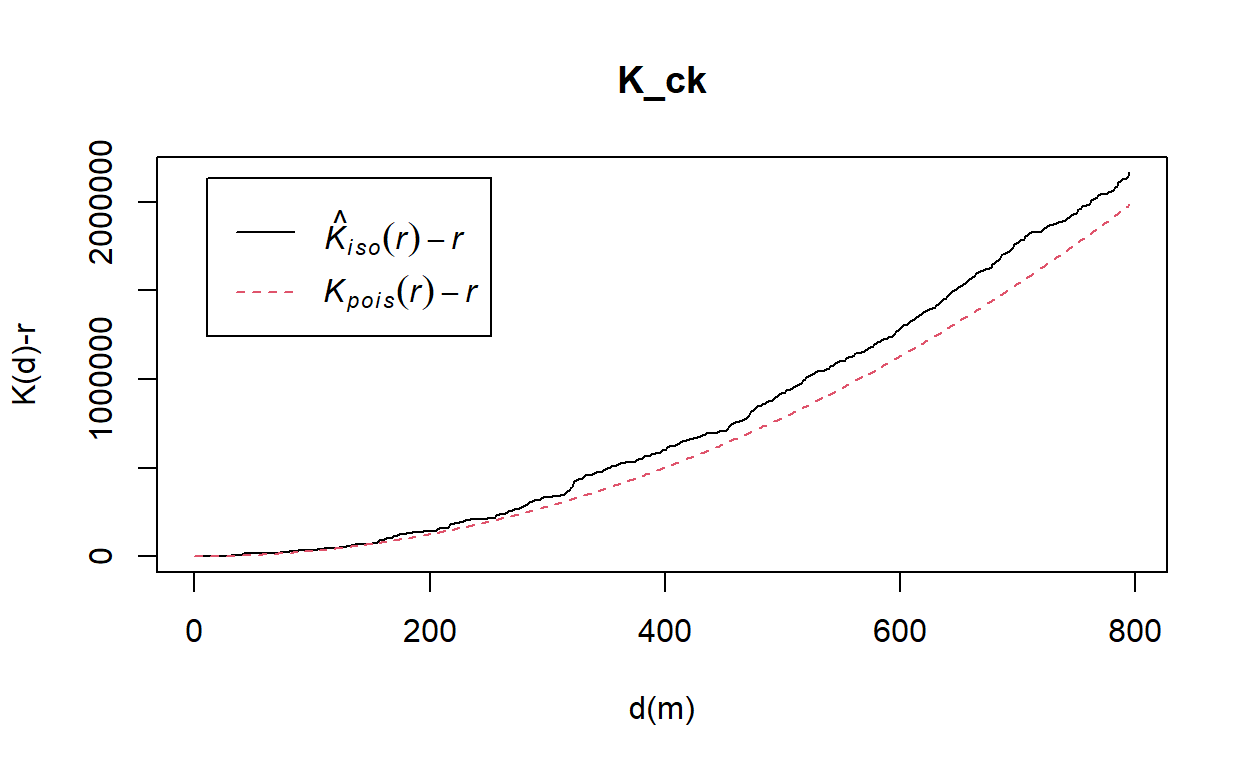 K_ck
K̂iso(r) − r
Kpois(r) − r
K(d)-r
2000000
1000000
0
0 200 400 600 800
d(m)